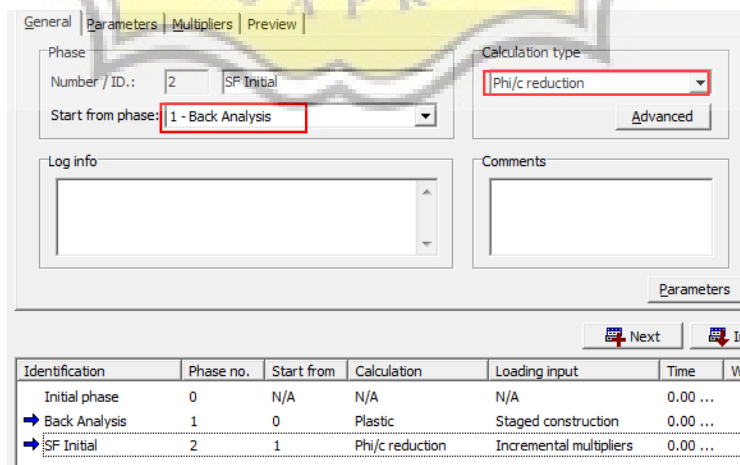 General Parameters Multipliers Preview
Phase
Number / ID.: 2 SF Initial
Start from phase: 1 - Back Analysis
Calculation type
Phi/c reduction
Advanced
Log info
Comments
Parameters
Next
Identification Phase no. Start from Calculation Loading input Time
Initial phase 0 N/A N/A N/A 0.00 ...
Back Analysis 1 0 Plastic Staged construction 0.00 ...
SF Initial 2 1 Phi/c reduction Incremental multipliers 0.00 ...